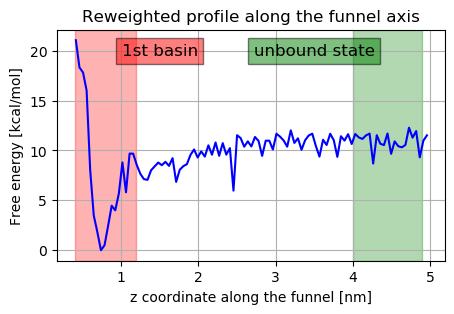 Reweighted profile along the funnel axis
Free energy [kcal/mol]
20
15
10
5
0
1st basin
unbound state
1
2
3
4
5
z coordinate along the funnel [nm]